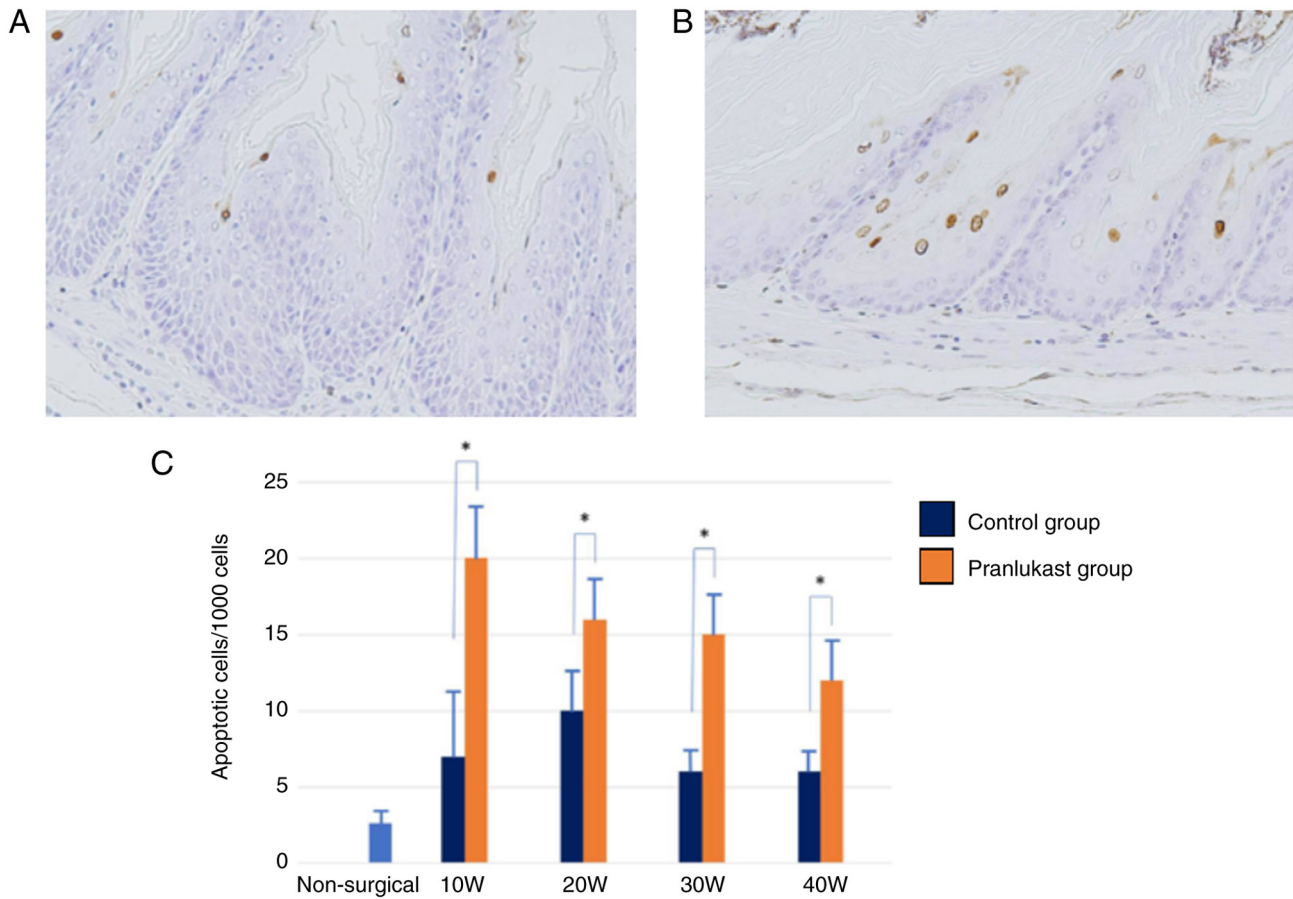 A
B
C
*
*
*
*
25
20
15
10
5
0
Apoptotic cells/1000 cells
Non-surgical
10W
20W
30W
40W
Control group
Pranlukast group